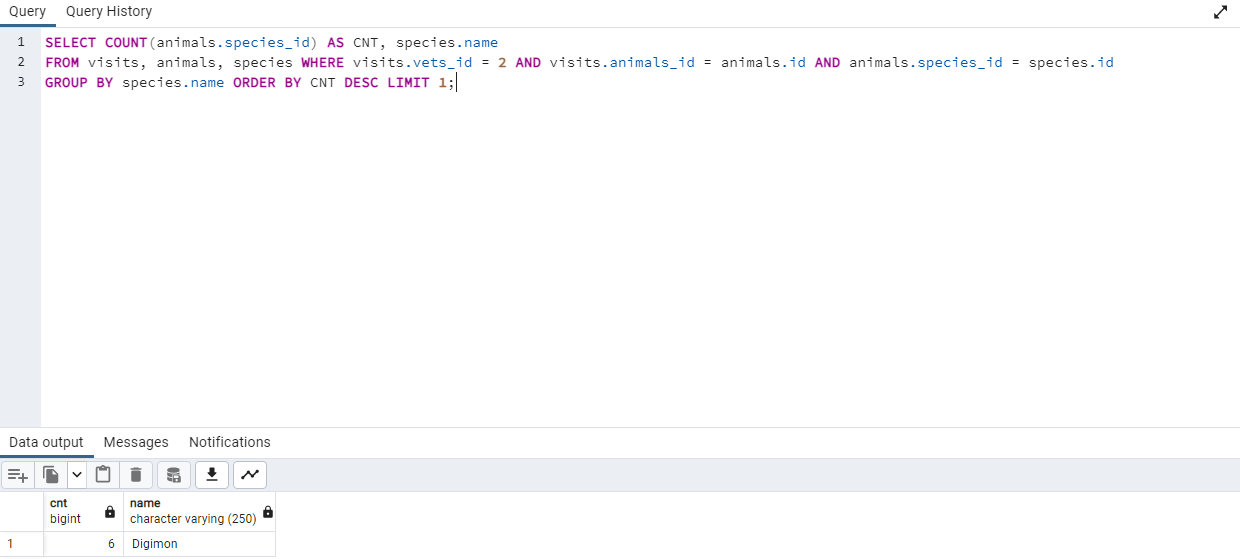 Query Query History
1 SELECT COUNT(animals.species_id) AS CNT, species.name
2 FROM visits, animals, species WHERE visits.vets_id = 2 AND visits.animals_id = animals.id AND animals.species_id = species.id
3 GROUP BY species.name ORDER BY CNT DESC LIMIT 1;
Data output Messages Notifications
cnt name
bigint character varying (250)
1 6 Digimon